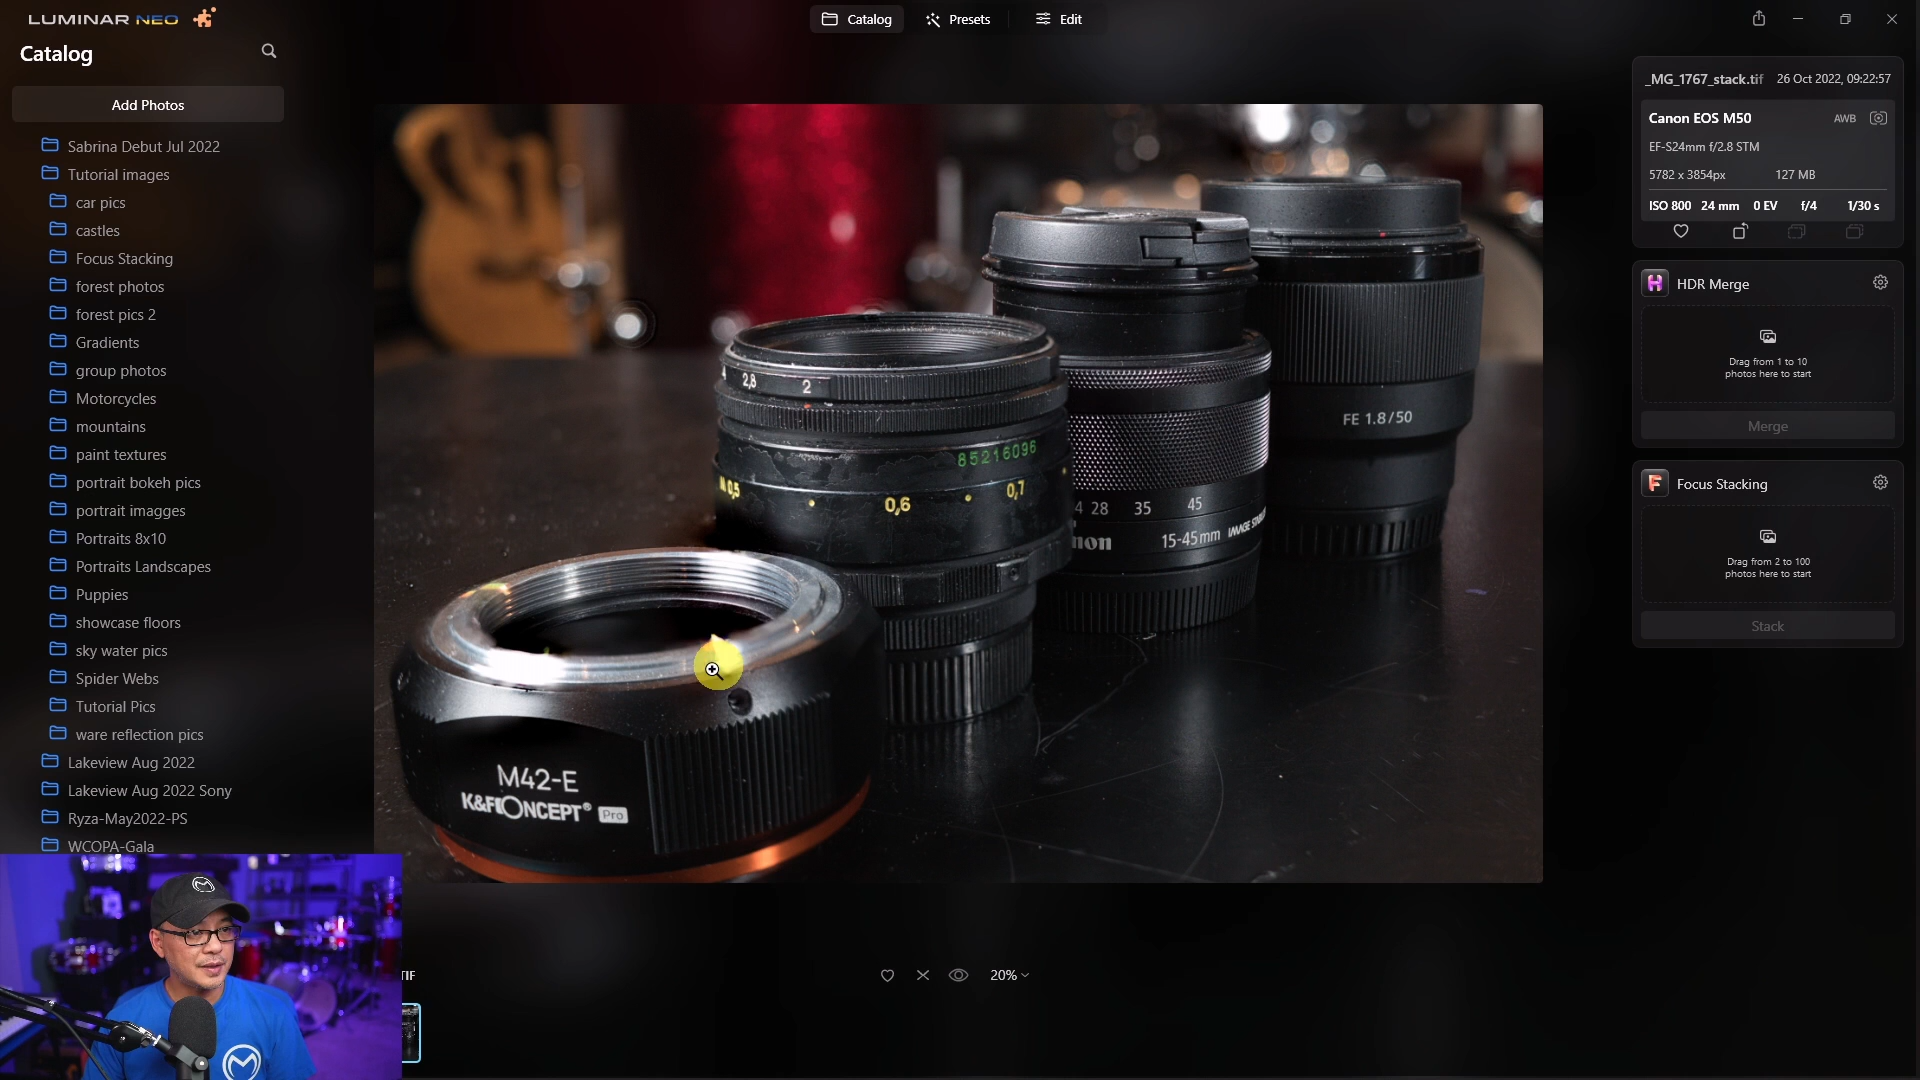 LUMINAR NEO
Catalog
Presets
Edit
Catalog
Add Photos
Sabrina Debut Jul 2022
Tutorial images
car pics
castles
Focus Stacking
forest photos
forest pics 2
Gradients
group photos
Motorcycles
mountains
paint textures
portrait bokeh pics
portrait imagges
Portraits 8x10
Portraits Landscapes
Puppies
showcase floors
sky water pics
Spider Webs
Tutorial Pics
ware reflection pics
Lakeview Aug 2022
Lakeview Aug 2022 Sony
Ryza-May2022-PS
WCOPA-Gala
2,8 2
85216096
M 0,5 0,6 0,7
4 28 35 45
non 15-45mm IMAGE STABI
FE 1.8/50
M42-E
K&F ONCEPT® Pro
TIF
20%
_MG_1767_stack.tif 26 Oct 2022, 09:22:57
Canon EOS M50 AWB
EF-S24mm f/2.8 STM
5782 x 3854px 127 MB
ISO 800 24 mm 0 EV f/4 1/30 s
HDR Merge
Drag from 1 to 10
photos here to start
Merge
Focus Stacking
Drag from 2 to 100
photos here to start
Stack